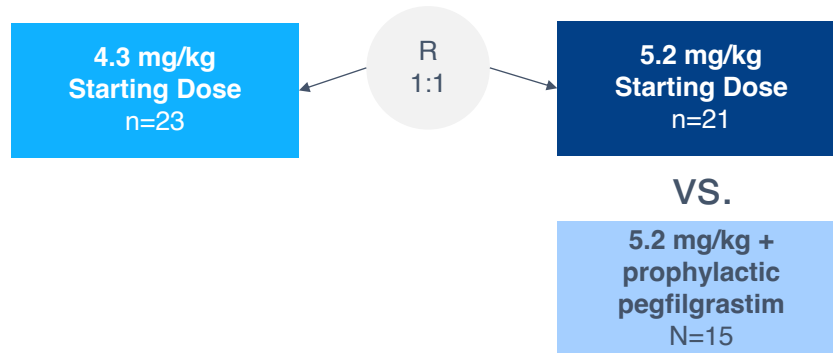 4.3 mg/kg
Starting Dose
n=23
R
1:1
5.2 mg/kg
Starting Dose
n=21
vs.
5.2 mg/kg +
prophylactic
pegfilgrastim
N=15